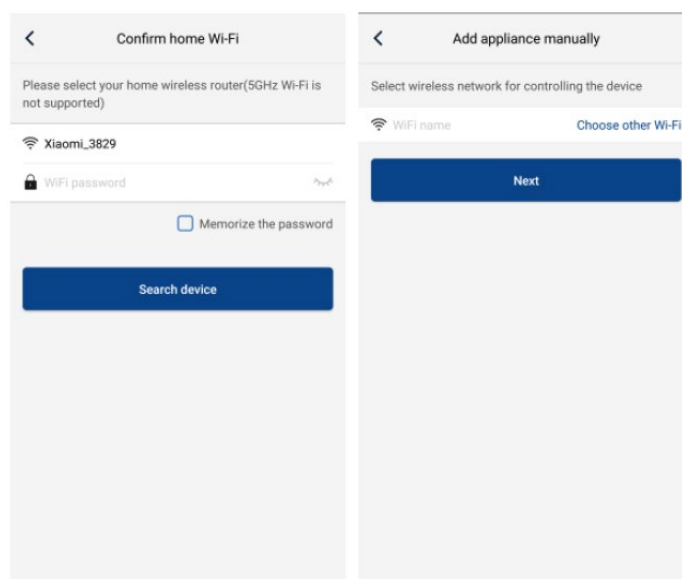 Confirm home Wi-Fi
Please select your home wireless router(5GHz Wi-Fi is
not supported)
Xiaomi_3829
WiFi password
Memorize the password
Search device
Add appliance manually
Select wireless network for controlling the device
WiFi name Choose other Wi-Fi
Next